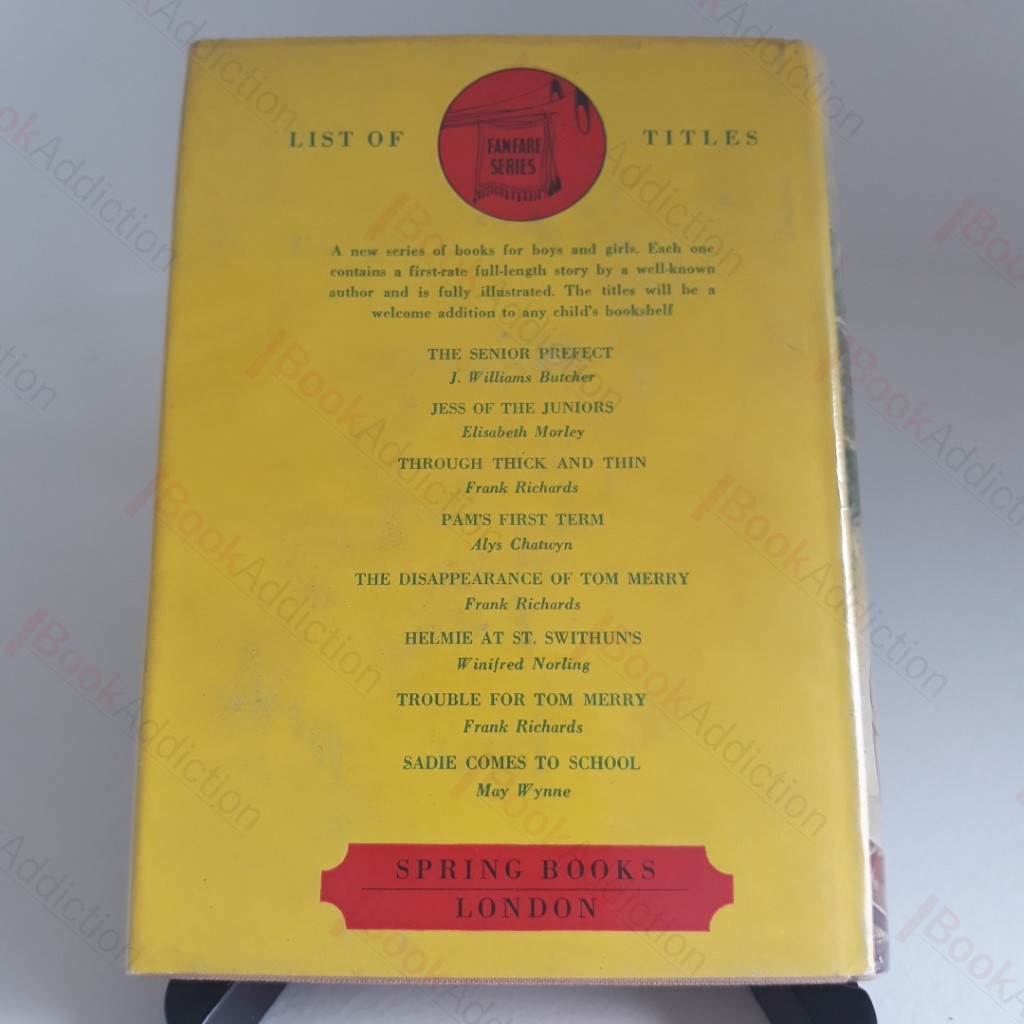 LIST OF
FANFARE
SERIES
TITLES
A new series of books for boys and girls. Each one
contains a first-rate full-length story by a well-known
author and is fully illustrated. The titles will be a
welcome addition to any child's bookshelf
THE SENIOR PREFECT
J. Williams Butcher
JESS OF THE JUNIORS
Elisabeth Morley
THROUGH THICK AND THIN
Frank Richards
PAM'S FIRST TERM
Alys Chatwyn
THE DISAPPEARANCE OF TOM MERRY
Frank Richards
HELMIE AT ST. SWITHUN'S
Winifred Norling
TROUBLE FOR TOM MERRY
Frank Richards
SADIE COMES TO SCHOOL
May Wynne
SPRING BOOKS
LONDON
BookAddiction